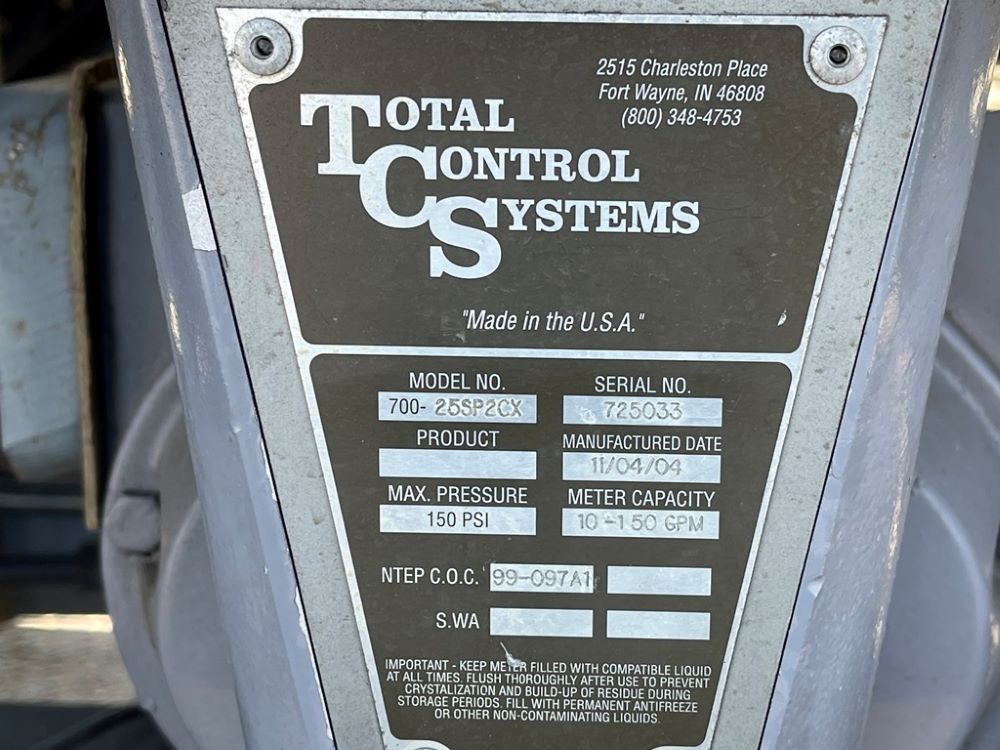 2515 Charleston Place
Fort Wayne, IN 46808
(800) 348-4753
TOTAL
CONTROL
SYSTEMS
"Made in the U.S.A."
MODEL NO. SERIAL NO.
700- 25SP2CX 725033
PRODUCT MANUFACTURED DATE
11/04/04
MAX. PRESSURE METER CAPACITY
150 PSI 10-150 GPM
NTEP C.O.C. 99-097A1
S.WA
IMPORTANT - KEEP METER FILLED WITH COMPATIBLE LIQUID
AT ALL TIMES. FLUSH THOROUGHLY AFTER USE TO PREVENT
CRYSTALIZATION AND BUILD-UP OF RESIDUE DURING
STORAGE PERIODS. FILL WITH PERMANENT ANTIFREEZE
OR OTHER NON-CONTAMINATING LIQUIDS.